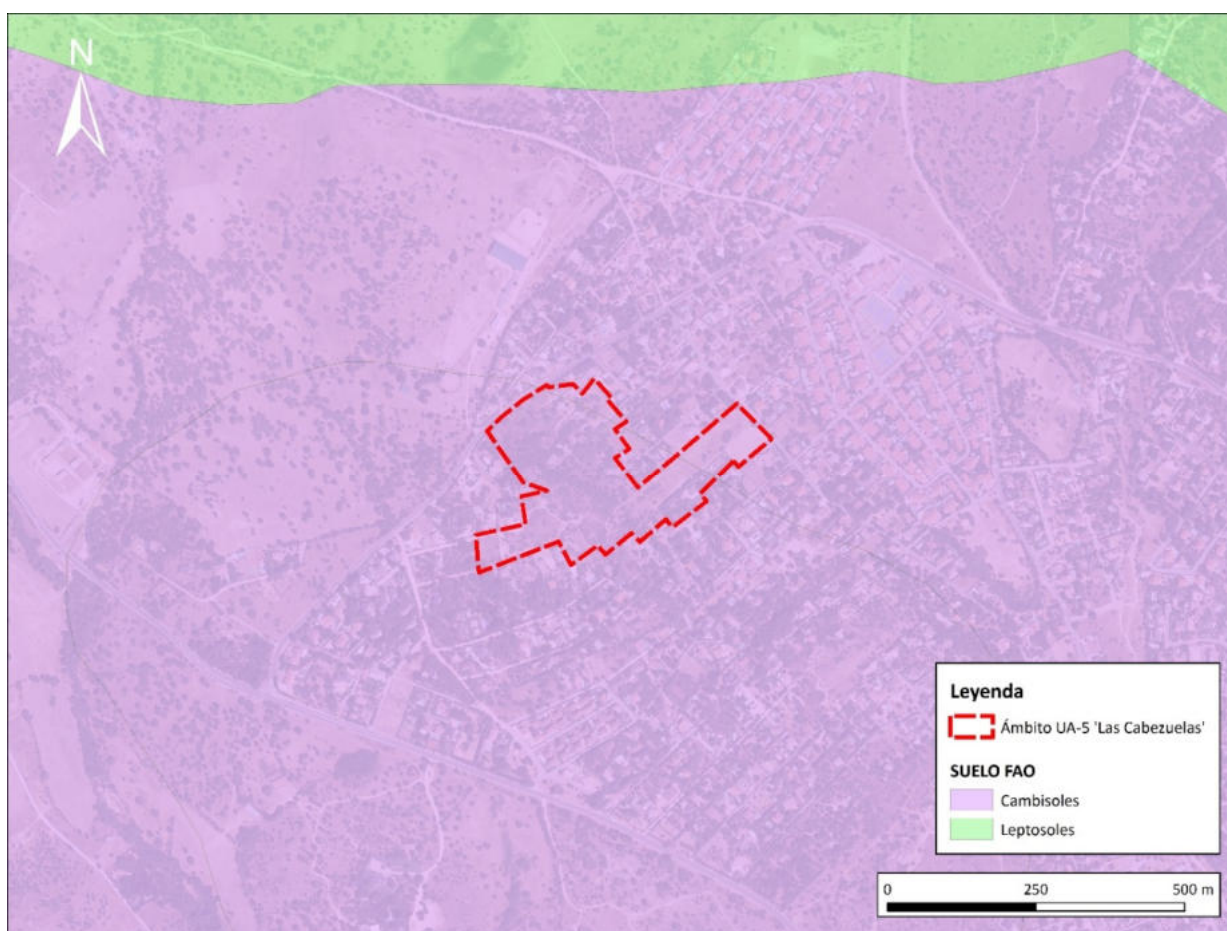 N
Leyenda
Ámbito UA-5 'Las Cabezuelas'
SUELO FAO
Cambisoles
Leptosoles
0 250 500 m